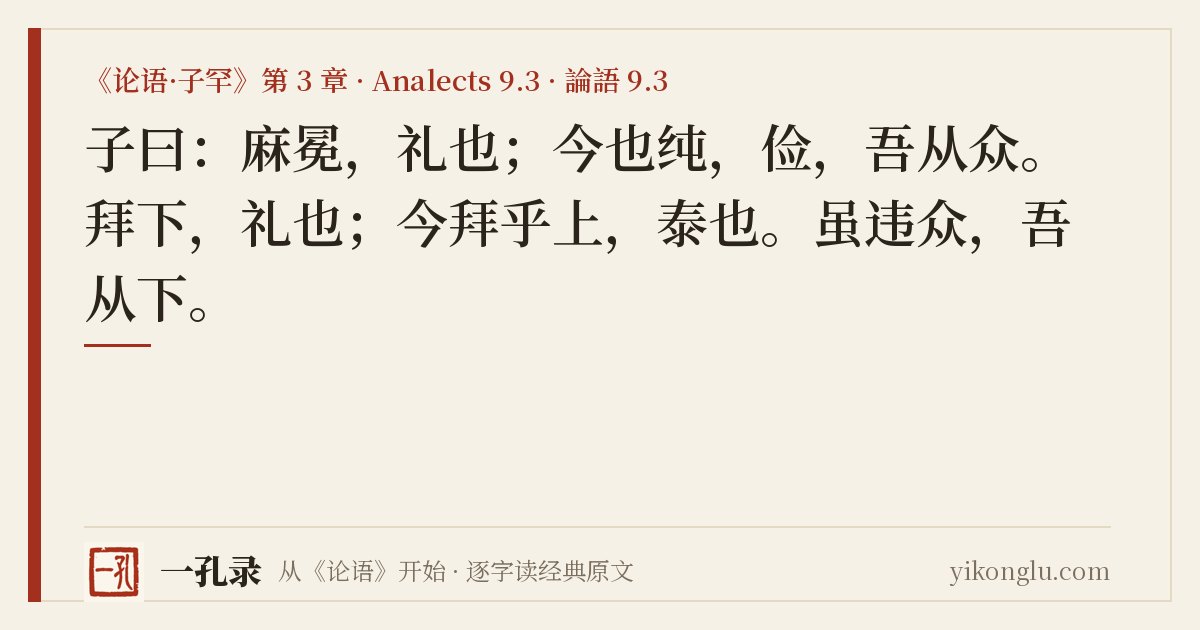 《论语·子罕》第 3 章 · Analects 9.3 · 論語 9.3
子曰：麻冕，礼也；今也纯，俭，吾从众。
拜下，礼也；今拜乎上，泰也。虽违众，吾
从下。
一孔
一孔录 从《论语》开始 · 逐字读经典原文
yikonglu.com